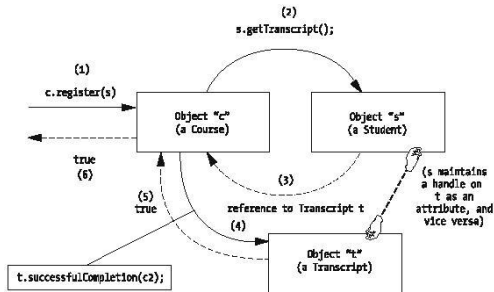 (2)
s.getTranscript();
(1)
c.register(s)
Object "c"
(a Course)
Object "s"
(a Student)
true
(6)
(3)
(5)
true
reference to Transcript t
(4)
(s maintains
a handle on
t as an
attribute, and
vice versa)
Object "t"
(a Transcript)
t.successfulCompletion(c2);